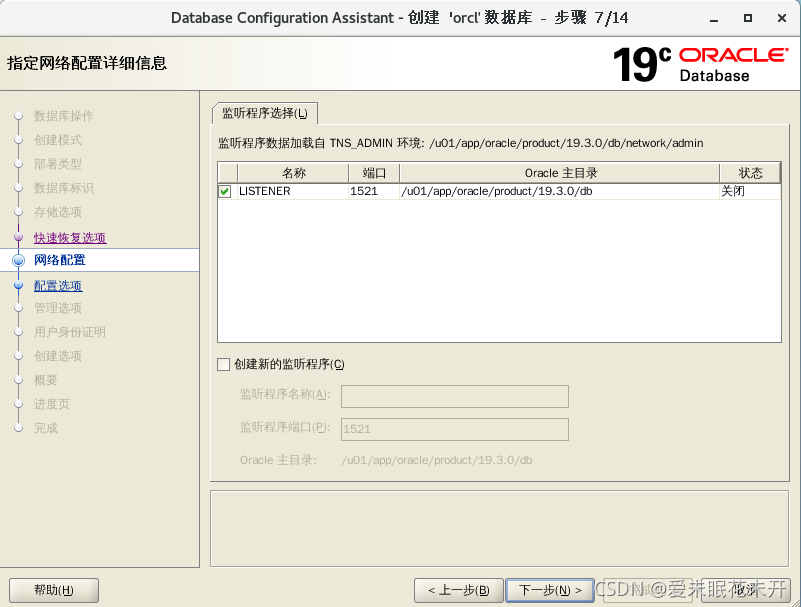 Database Configuration Assistant - 创建 'orcl' 数据库 - 步骤 7/14
指定网络配置详细信息
19c ORACLE
Database
数据库操作
创建模式
部署类型
数据库标识
存储选项
快速恢复选项
网络配置
配置选项
管理选项
用户身份证明
创建选项
概要
进度页
完成
监听程序选择(L)
监听程序数据加载自 TNS_ADMIN 环境: /u01/app/oracle/product/19.3.0/db/network/admin
名称 端口 Oracle 主目录 状态
LISTENER 1521 /u01/app/oracle/product/19.3.0/db 关闭
创建新的监听程序(C)
监听程序名称(A):
监听程序端口(P): 1521
Oracle 主目录: /u01/app/oracle/product/19.3.0/db
帮助(H) < 上一步(B) 下一步(N) > 取消
CSDN @爱未眠花未开